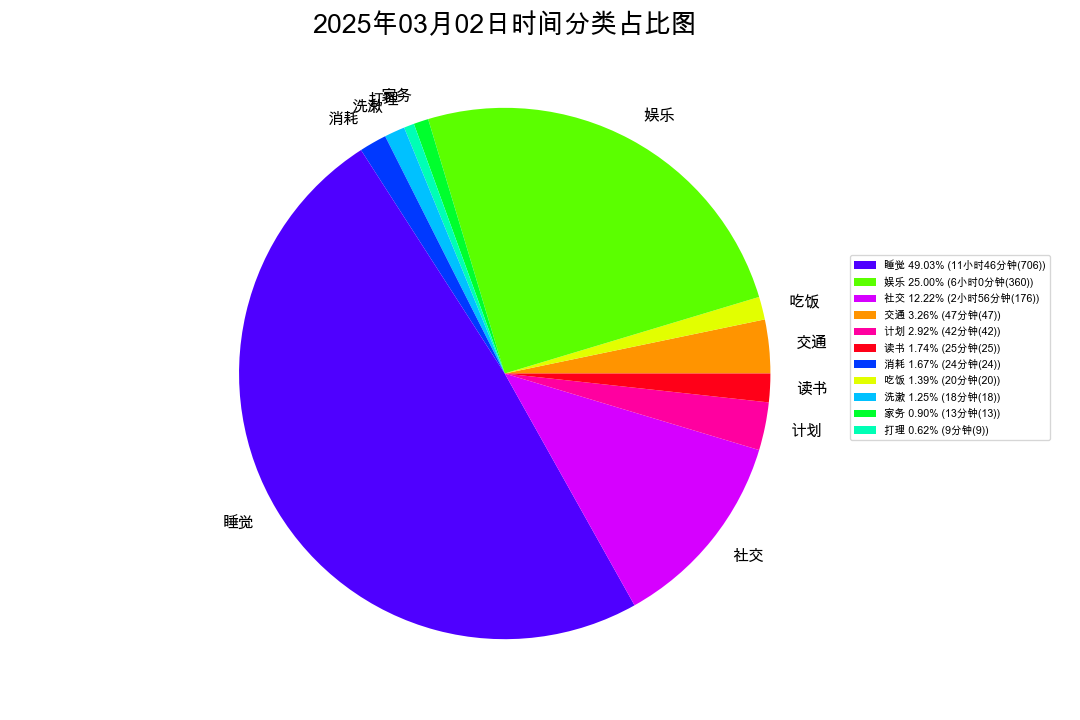 2025年03月02日时间分类占比图
家务
打理
洗漱
消耗
娱乐
吃饭
交通
读书
计划
社交
睡觉
睡觉 49.03% (11小时46分钟(706))
娱乐 25.00% (6小时0分钟(360))
社交 12.22% (2小时56分钟(176))
交通 3.26% (47分钟(47))
计划 2.92% (42分钟(42))
读书 1.74% (25分钟(25))
消耗 1.67% (24分钟(24))
吃饭 1.39% (20分钟(20))
洗漱 1.25% (18分钟(18))
家务 0.90% (13分钟(13))
打理 0.62% (9分钟(9))